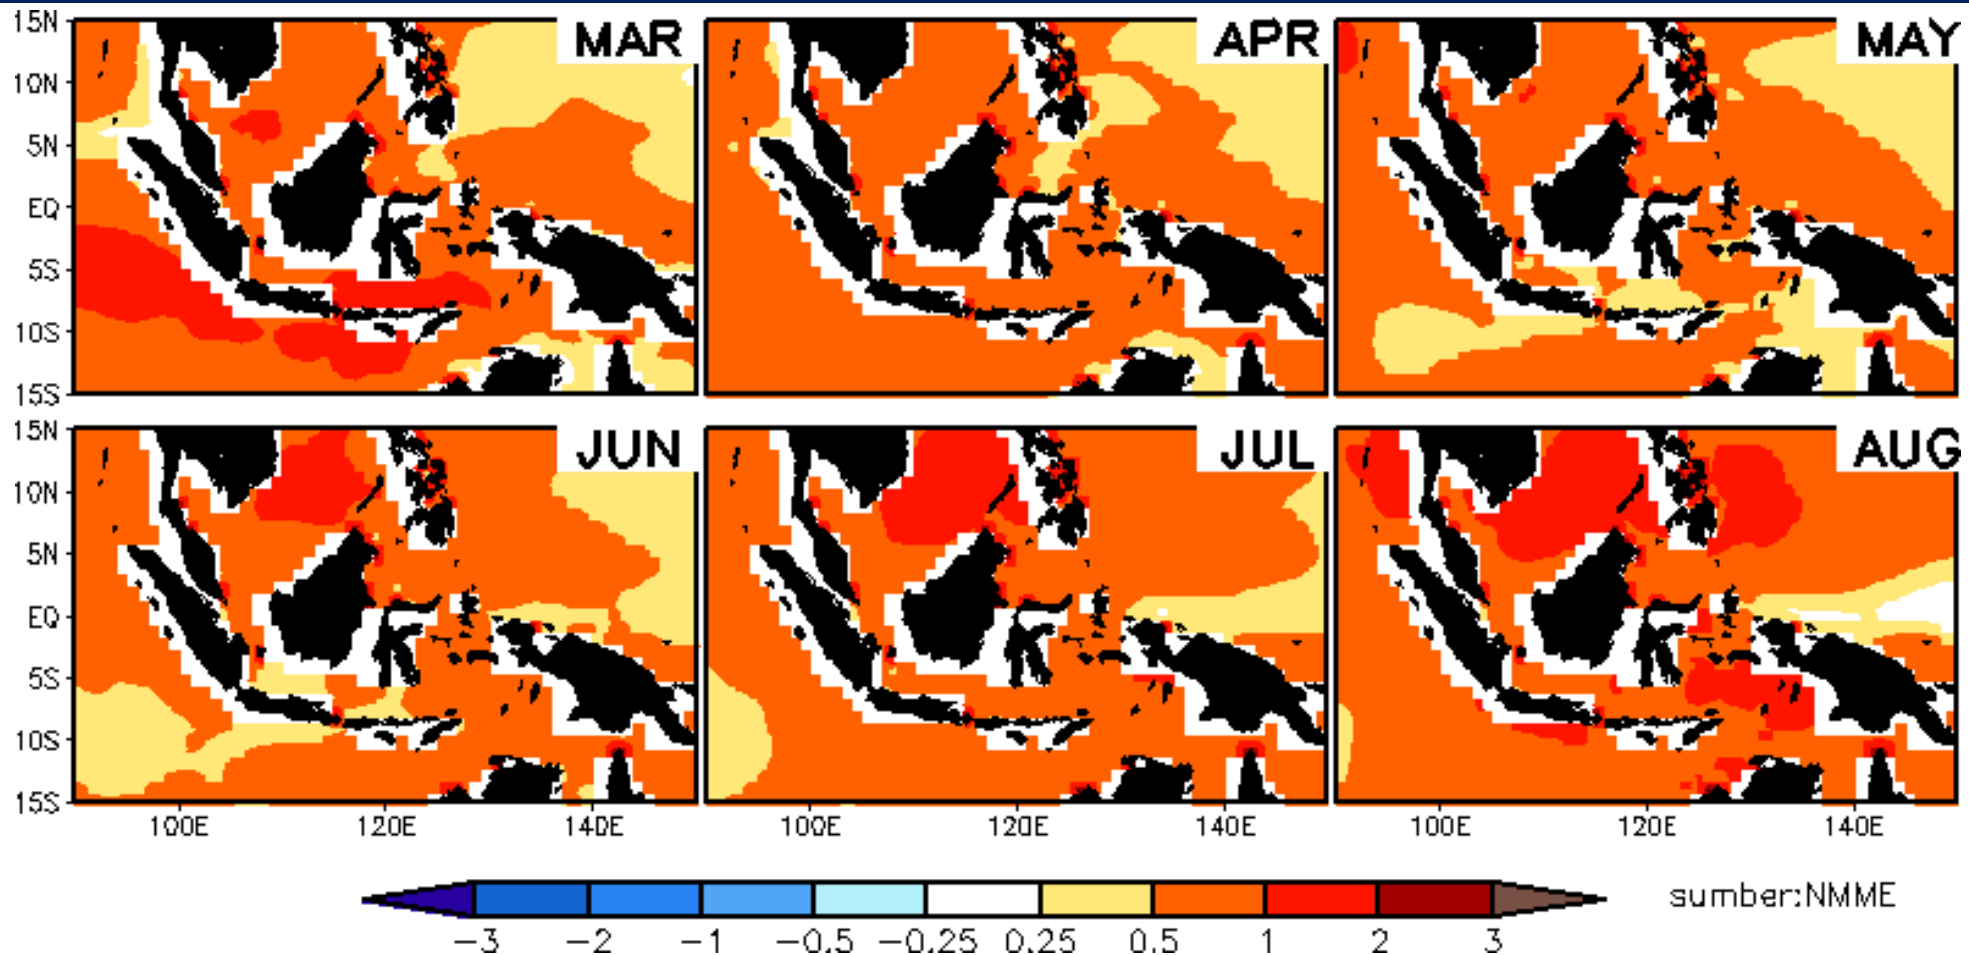 15N
MAR
APR
MAY
10N
5N
EQ
5S
10S
15S
15N
JUN
JUL
AUG
10N
5N
EQ
5S
10S
15S
100E 120E 140E 100E 120E 140E 100E 120E 140E
sumber:NMME
-3 -2 -1 -0.5 -0.25 0.25 0.5 1 2 3